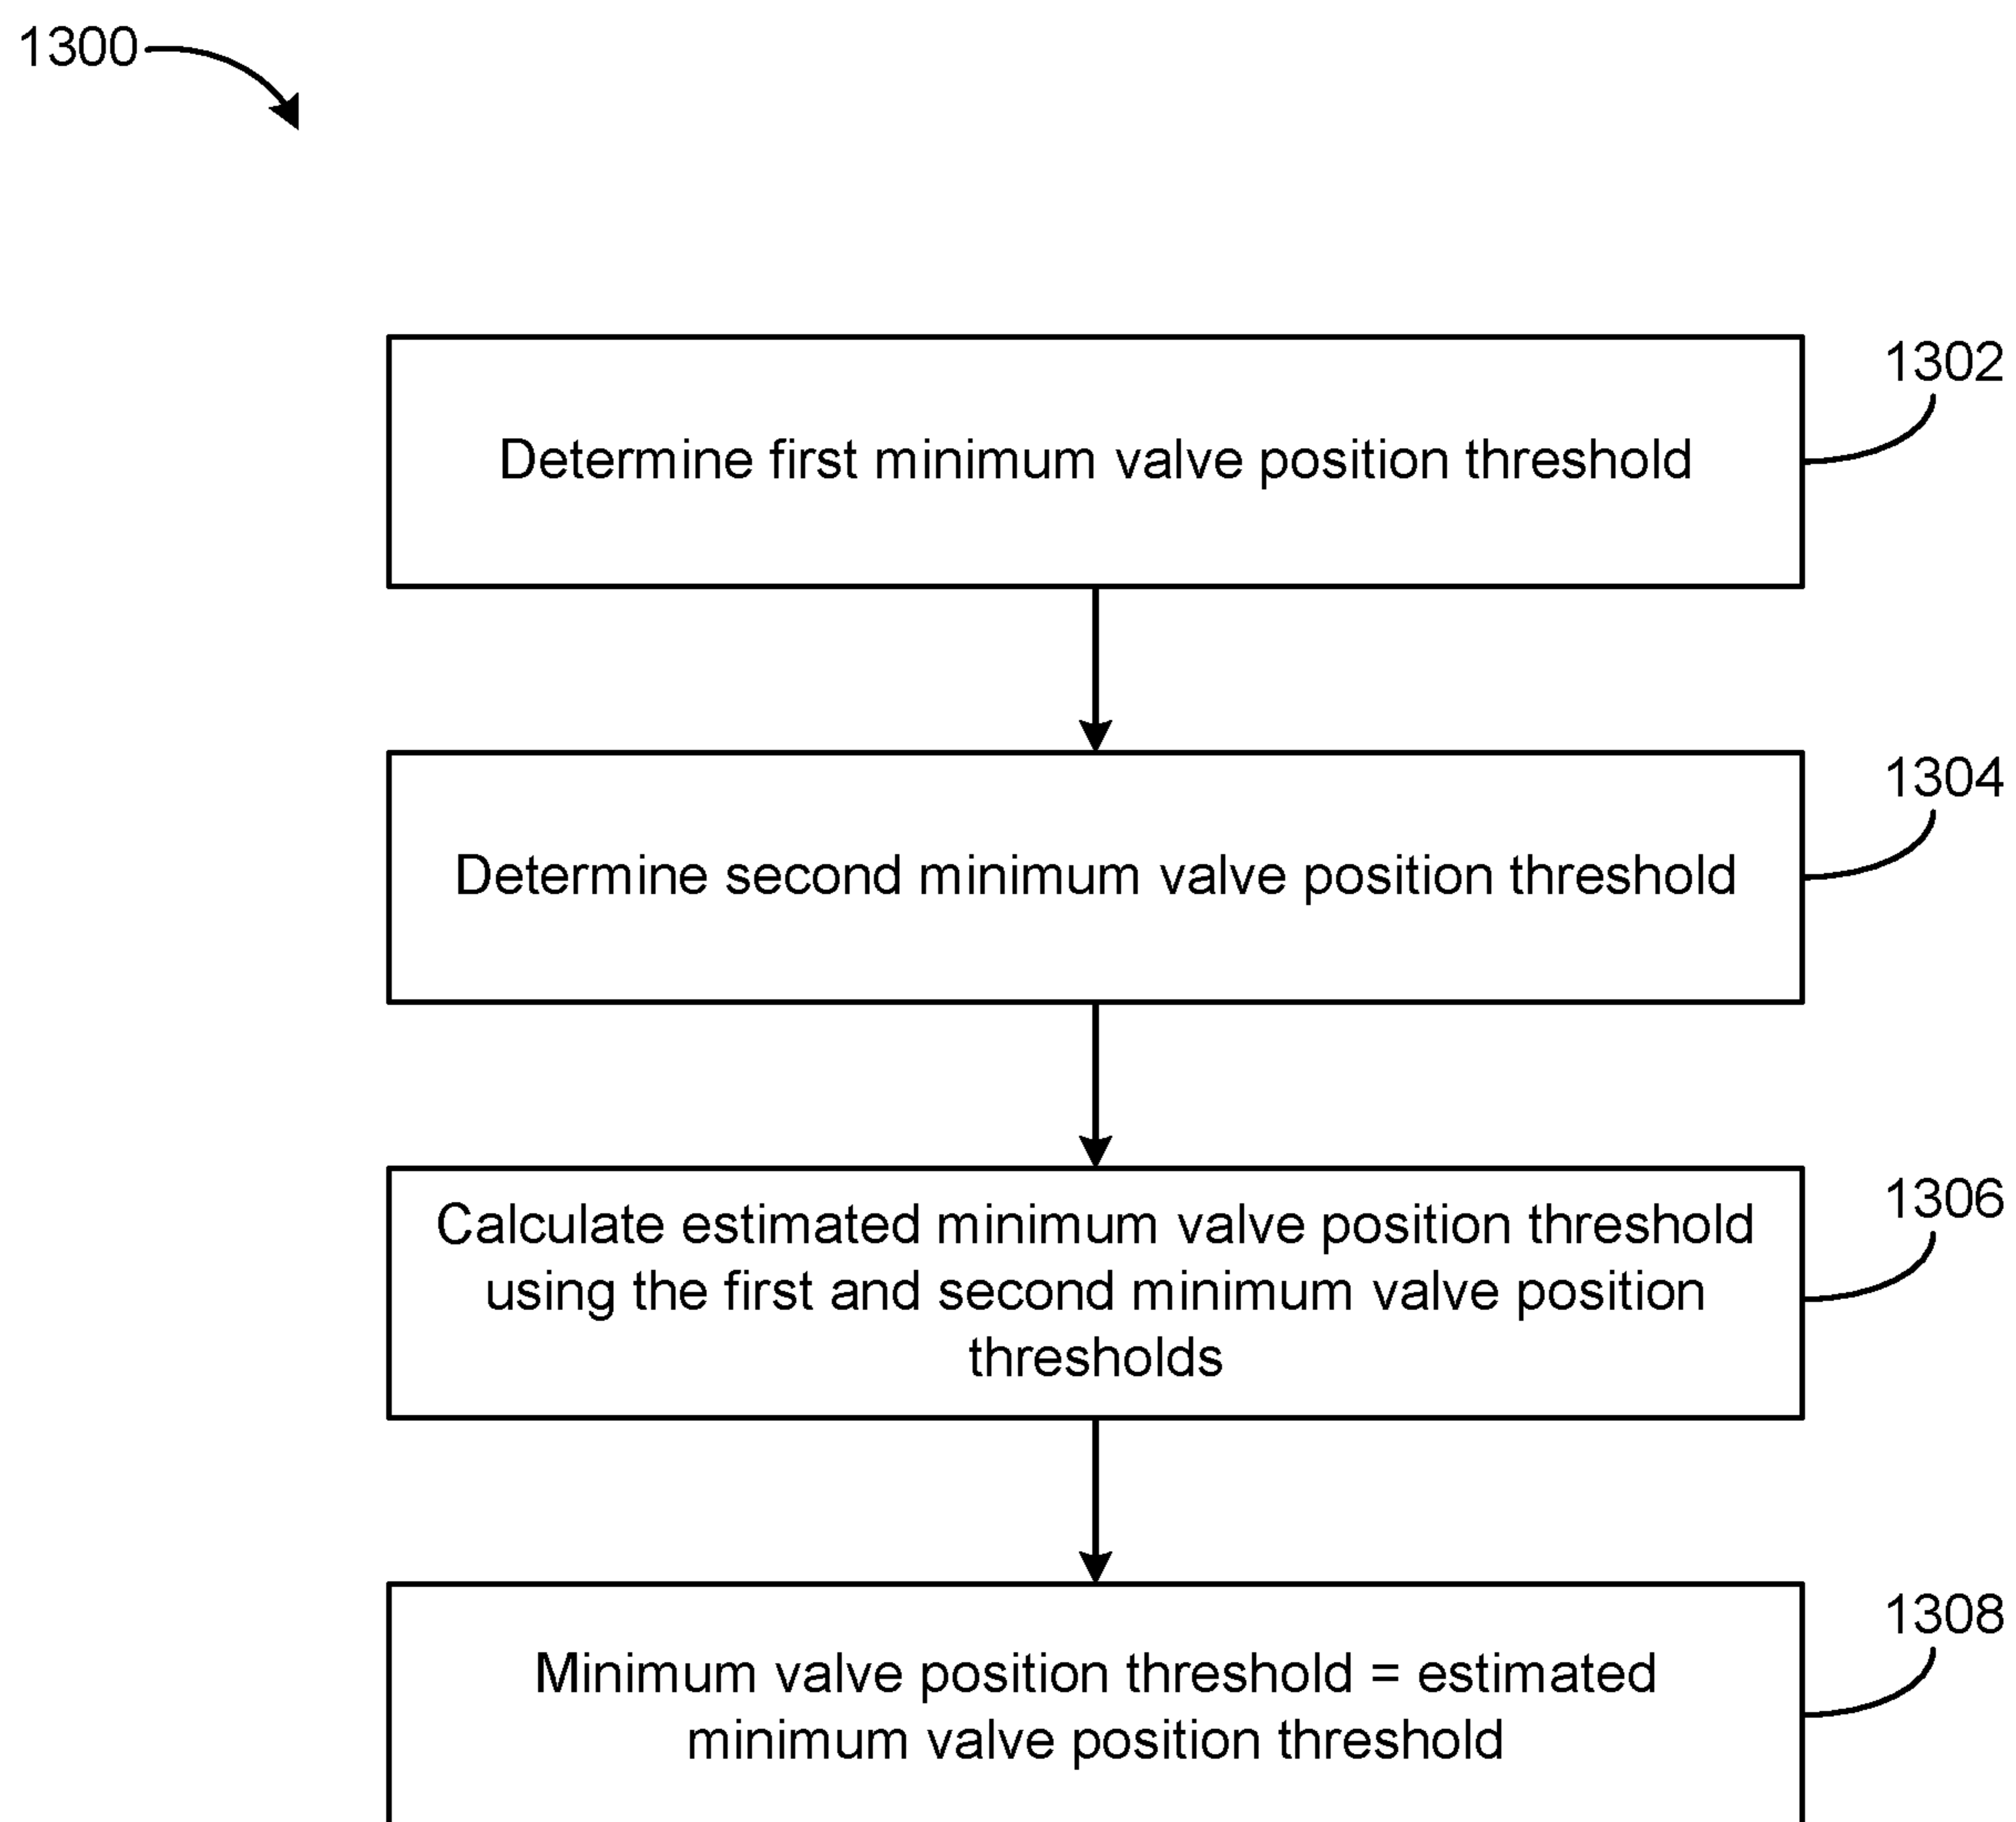 1300
1302
Determine first minimum valve position threshold
1304
Determine second minimum valve position threshold
1306
Calculate estimated minimum valve position threshold
using the first and second minimum valve position
thresholds
1308
Minimum valve position threshold = estimated
minimum valve position threshold